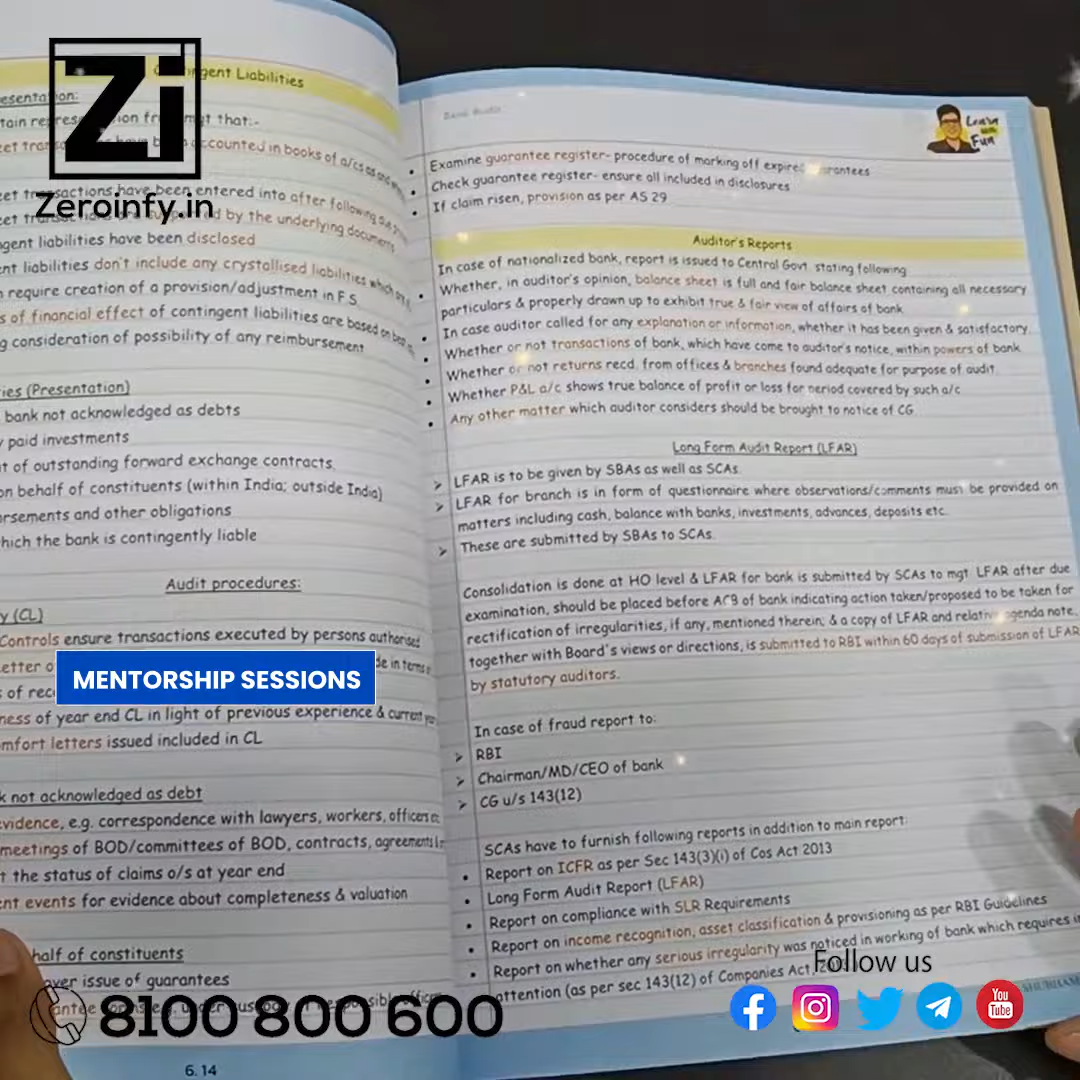 Zi
Zeroinfy.in
Contingent Liabilities
esentation:
tain representation from mgt that:-
accounted in books of a/cs as and
eet transactions have been entered into after following due
eet transactions are supported by the underlying documents
gent liabilities have been disclosed
nt liabilities don't include any crystallised liabilities which
require creation of a provision/adjustment in F.S.
s of financial effect of contingent liabilities are based on best
g consideration of possibility of any reimbursement
ies (Presentation)
bank not acknowledged as debts
y paid investments
t of outstanding forward exchange contracts.
on behalf of constituents (within India; outside India)
rsements and other obligations
hich the bank is contingently liable
Audit procedures:
y (CL)
Controls ensure transactions executed by persons authorised
etter o
de in terms
MENTORSHIP SESSIONS
s of rec
ness of year end CL in light of previous experience & current
mfort letters issued included in CL
k not acknowledged as debt
evidence, e.g. correspondence with lawyers, workers, officers
meetings of BOD/committees of BOD, contracts, agreements
t the status of claims o/s at year end
nt events for evidence about completeness & valuation
half of constituents
over issue of guarantees
6.14
Bank Audit
Learn with Fun
• Examine guarantee register- procedure of marking off expired guarantees
• Check guarantee register- ensure all included in disclosures
• If claim risen, provision as per AS 29
Auditor's Reports
In case of nationalized bank, report is issued to Central Govt. stating following
• Whether, in auditor's opinion, balance sheet is full and fair balance sheet containing all necessary
particulars & properly drawn up to exhibit true & fair view of affairs of bank
• In case auditor called for any explanation or information, whether it has been given & satisfactory.
• Whether or not transactions of bank, which have come to auditor's notice, within powers of bank
• Whether or not returns recd. from offices & branches found adequate for purpose of audit.
• Whether P&L a/c shows true balance of profit or loss for period covered by such a/c
• Any other matter which auditor considers should be brought to notice of CG
Long Form Audit Report (LFAR)
➢ LFAR is to be given by SBAs as well as SCAs.
➢ LFAR for branch is in form of questionnaire where observations/comments must be provided on
matters including cash, balance with banks, investments, advances, deposits etc.
➢ These are submitted by SBAs to SCAs.
Consolidation is done at HO level & LFAR for bank is submitted by SCAs to mgt. LFAR after due
examination, should be placed before ACB of bank indicating action taken/proposed to be taken for
rectification of irregularities, if any, mentioned therein; & a copy of LFAR and relative agenda note,
together with Board's views or directions, is submitted to RBI within 60 days of submission of LFAR
by statutory auditors.
In case of fraud report to:
➢ RBI
➢ Chairman/MD/CEO of bank
➢ CG u/s 143(12)
SCAs have to furnish following reports in addition to main report:
• Report on ICFR as per Sec 143(3)(i) of Cos Act 2013
• Long Form Audit Report (LFAR)
• Report on compliance with SLR Requirements
• Report on income recognition, asset classification & provisioning as per RBI Guidelines
• Report on whether any serious irregularity was noticed in working of bank which requires
attention (as per sec 143(12) of Companies Act,
SHUBHAM
Follow us
8100 800 600
You Tube